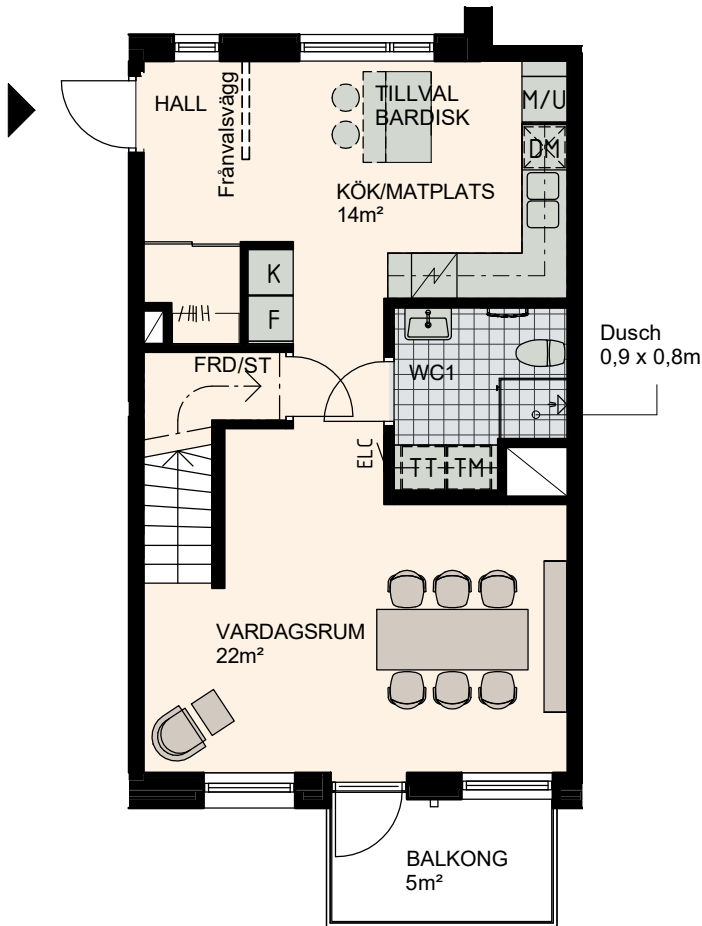 HALL
Frånvalsvägg
TILLVAL
BARDISK
M/U
DM
KÖK/MATPLATS
14m²
K
F
Dusch
0,9 x 0,8m
FRD/ST
WC1
ELC
TT
TM
VARDAGSRUM
22m²
BALKONG
5m²